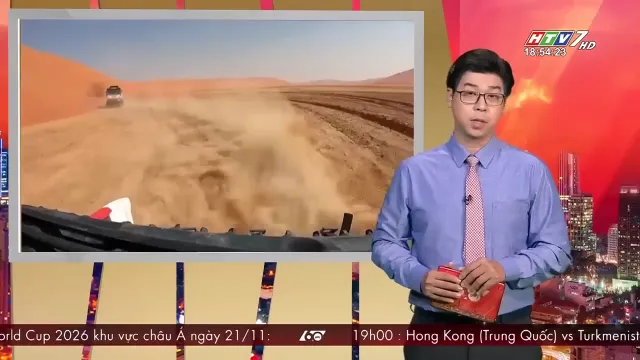 HTV7 HD
18:54:23
orld Cup 2026 khu vực châu Á ngày 21/11: 60 19h00 : Hong Kong (Trung Quốc) vs Turkmenist